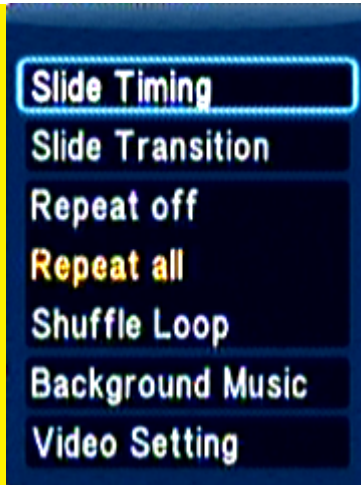 Slide Timing
Slide Transition
Repeat off
Repeat all
Shuffle Loop
Background Music
Video Setting